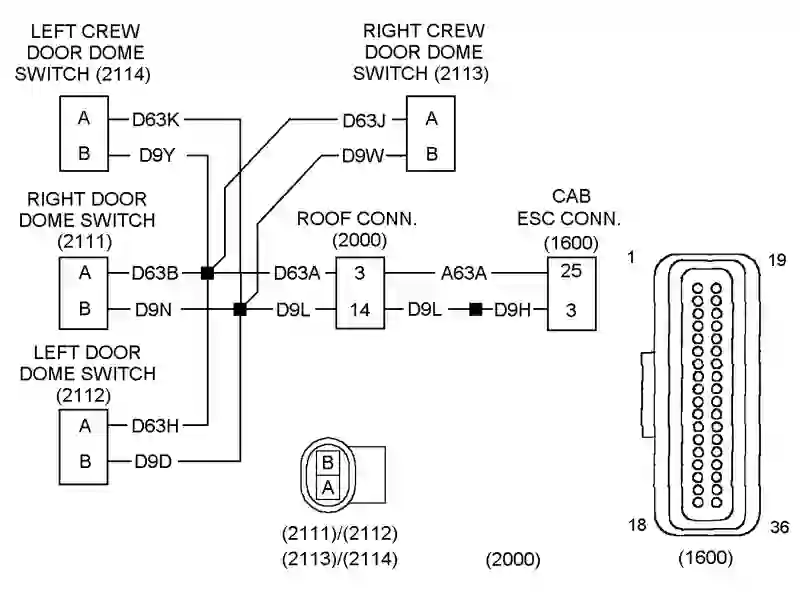 LEFT CREW
DOOR DOME
SWITCH (2114)
RIGHT CREW
DOOR DOME
SWITCH (2113)
A D63K
B D9Y
D63J A
D9W B
RIGHT DOOR
DOME SWITCH
(2111)
ROOF CONN.
(2000)
CAB
ESC CONN.
(1600)
A D63B D63A 3 A63A 25
B D9N D9L 14 D9L D9H 3
LEFT DOOR
DOME SWITCH
(2112)
A D63H
B D9D
B
A
(2111)/(2112)
(2113)/(2114)
(2000)
1 19
18 36
(1600)